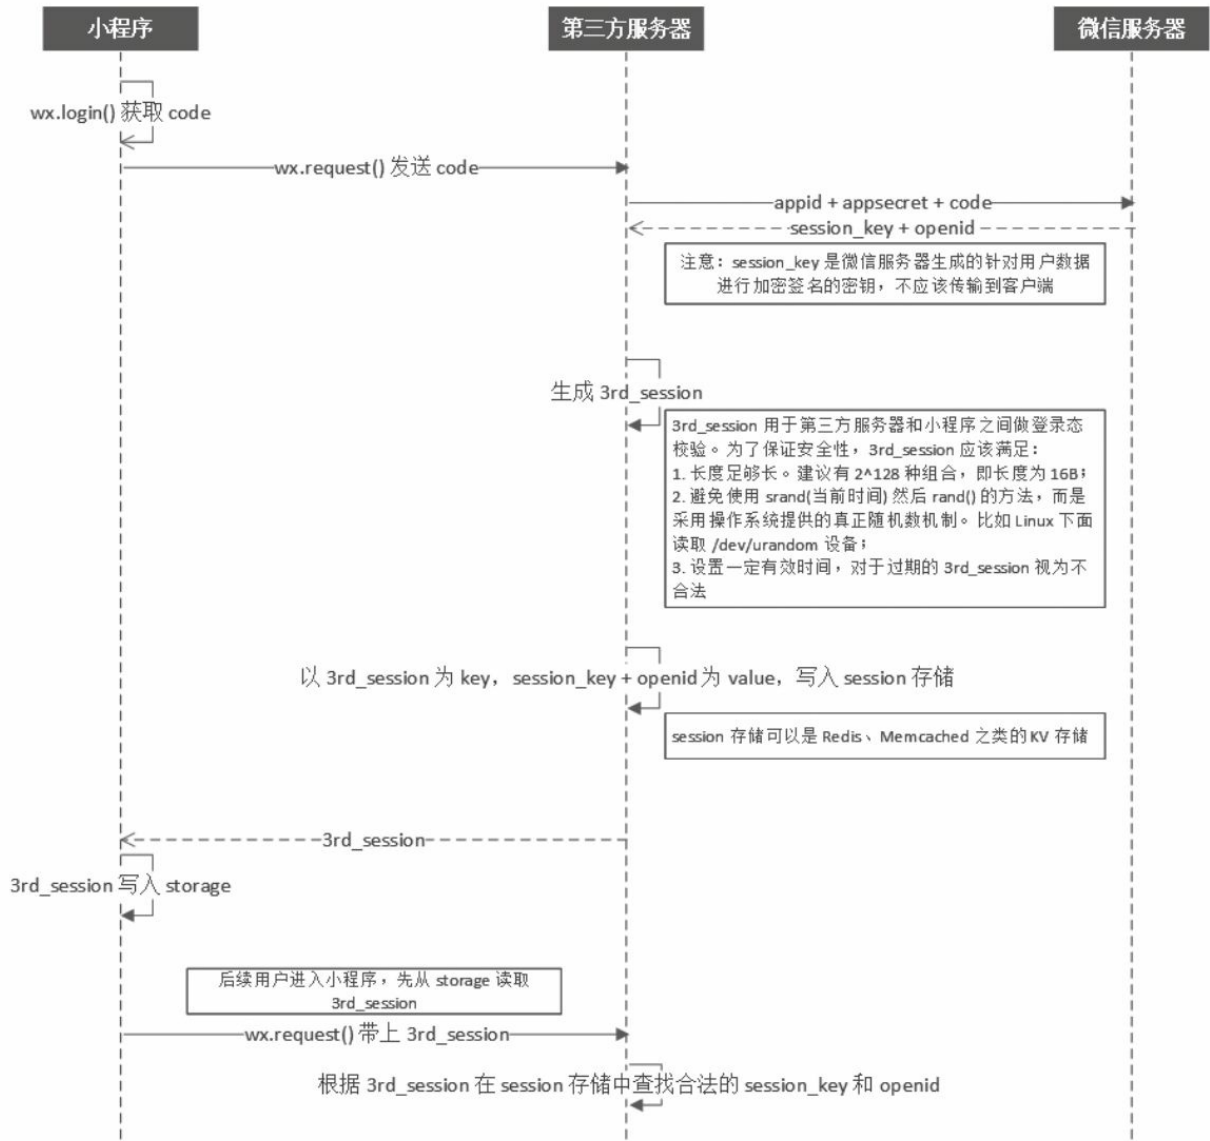 小程序
第三方服务器
微信服务器
wx.login() 获取 code
wx.request() 发送 code
appid + appsecret + code
session_key + openid
注意：session_key 是微信服务器生成的针对用户数据
进行加密签名的密钥，不应该传输到客户端
生成 3rd_session
3rd_session 用于第三方服务器和小程序之间做登录态
校验。为了保证安全性，3rd_session 应该满足：
1. 长度足够长。建议有 2^128 种组合，即长度为 16B；
2. 避免使用 srand(当前时间) 然后 rand() 的方法，而是
采用操作系统提供的真正随机数机制。比如 Linux 下面
读取 /dev/urandom 设备；
3. 设置一定有效时间，对于过期的 3rd_session 视为不
合法
以 3rd_session 为 key，session_key + openid 为 value，写入 session 存储
session 存储可以是 Redis、Memcached 之类的 KV 存储
3rd_session
3rd_session 写入 storage
后续用户进入小程序，先从 storage 读取
3rd_session
wx.request() 带上 3rd_session
根据 3rd_session 在 session 存储中查找合法的 session_key 和 openid